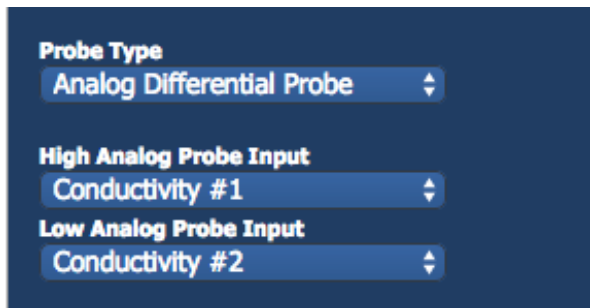 Probe Type
Analog Differential Probe
High Analog Probe Input
Conductivity #1
Low Analog Probe Input
Conductivity #2